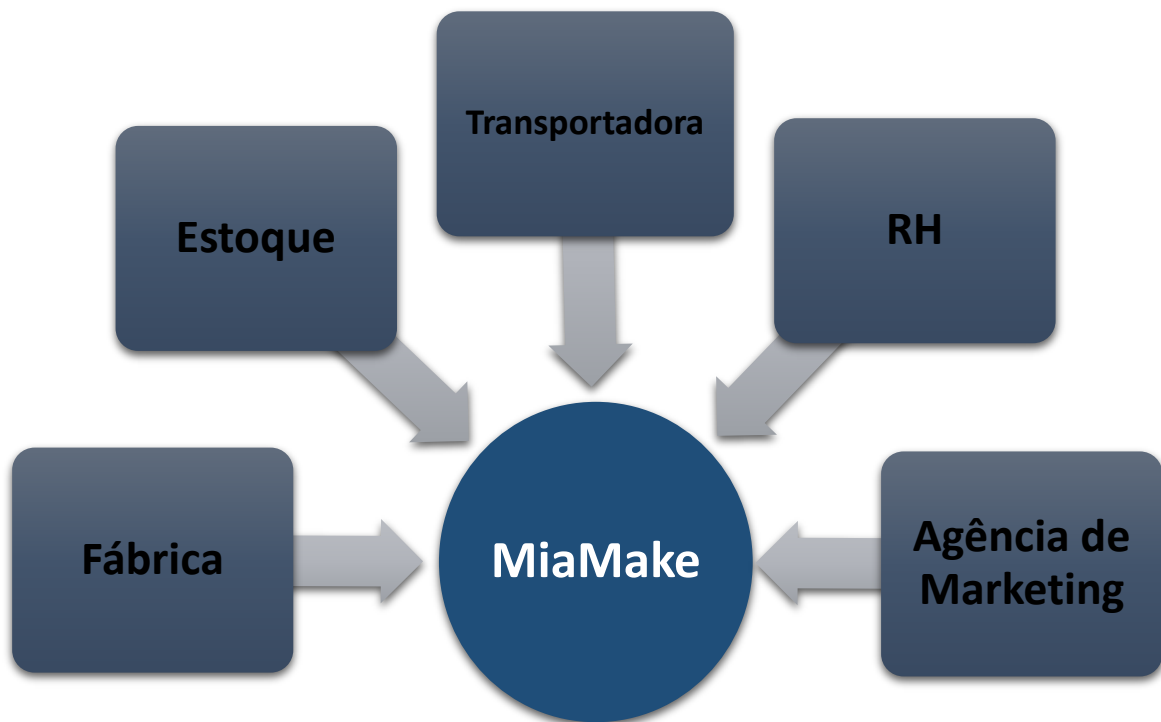 Transportadora
Estoque
RH
Fábrica
MiaMake
Agência de
Marketing